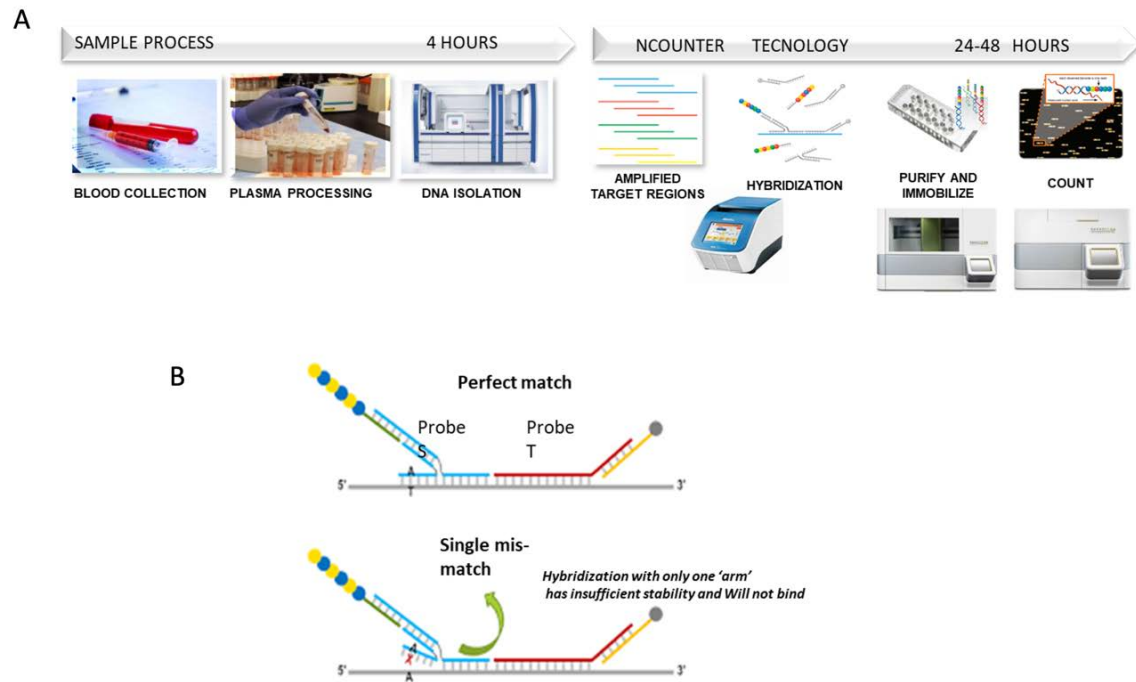 A
SAMPLE PROCESS 4 HOURS
NCOUNTER TECNOLOGY 24-48 HOURS
BLOOD COLLECTION
PLASMA PROCESSING
DNA ISOLATION
AMPLIFIED
TARGET REGIONS
HYBRIDIZATION
PURIFY AND
IMMOBILIZE
COUNT
B
Perfect match
Probe
S
Probe
T
A
5' 3'
T
Single mis-
match
Hybridization with only one ‘arm’
has insufficient stability and Will not bind
A
X
5' 3'
A